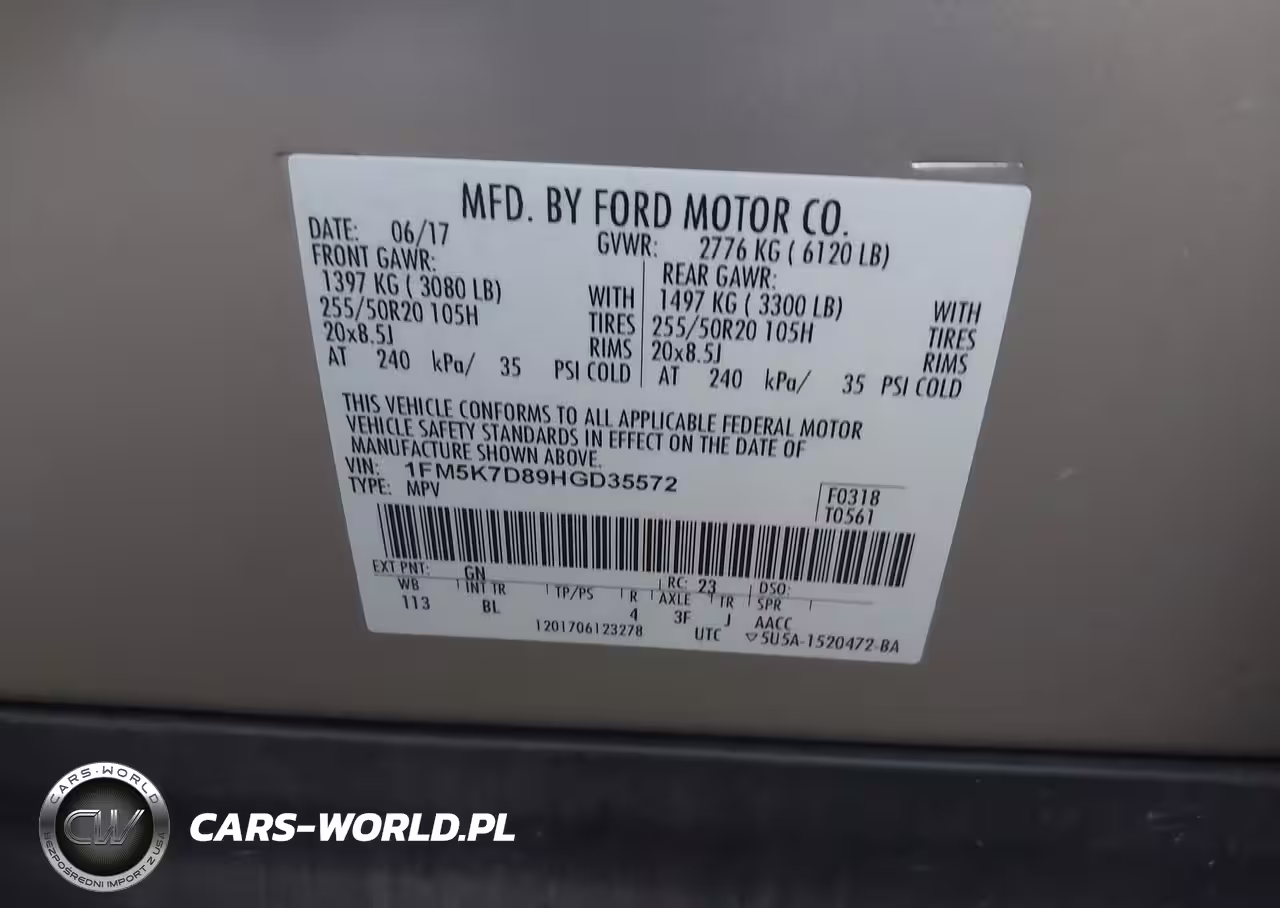 MFD. BY FORD MOTOR CO.
DATE: 06/17 GVWR: 2776 KG ( 6120 LB)
FRONT GAWR: REAR GAWR:
1397 KG ( 3080 LB) WITH 1497 KG ( 3300 LB) WITH
255/50R20 105H TIRES 255/50R20 105H TIRES
20x8.5J RIMS 20x8.5J RIMS
AT 240 kPa/ 35 PSI COLD AT 240 kPa/ 35 PSI COLD
THIS VEHICLE CONFORMS TO ALL APPLICABLE FEDERAL MOTOR
VEHICLE SAFETY STANDARDS IN EFFECT ON THE DATE OF
MANUFACTURE SHOWN ABOVE.
VIN: 1FM5K7D89HGD35572
TYPE: MPV
F0318
T0561
EXT PNT: GN RC: 23 DSO:
WB INT TR TP/PS R AXLE TR SPR
113 BL 4 3F J AACC
1201706123278 UTC ▽5U5A-1520472-BA
CARS-WORLD
CW
BEZPOŚREDNI IMPORT Z USA
CARS-WORLD.PL